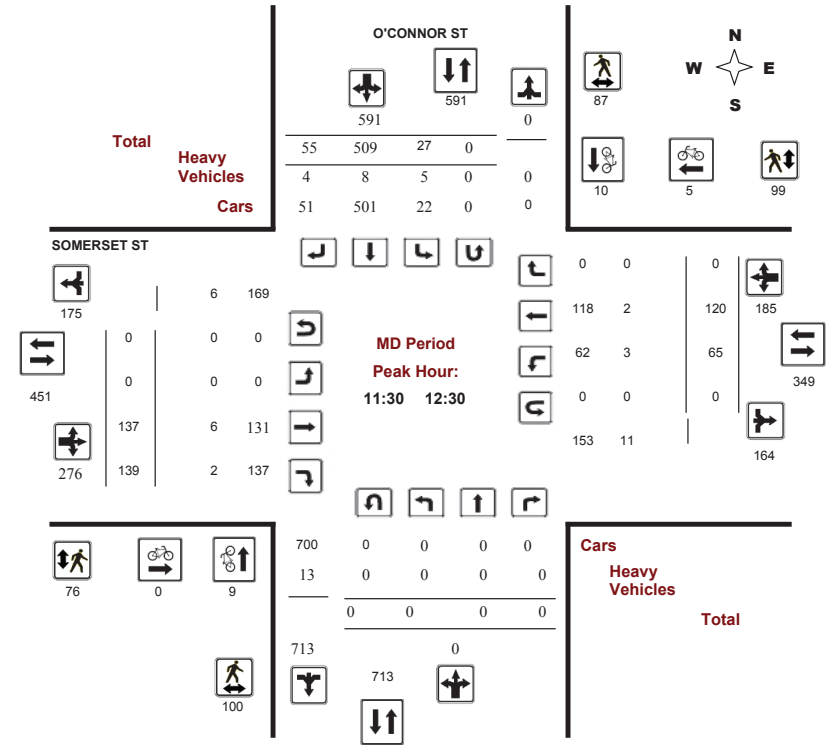 O'CONNOR ST
N
W E
S
591
87
591 0
Total 55 509 27 0
Heavy
Vehicles
4 8 5 0 0
10 5 99
Cars 51 501 22 0 0
SOMERSET ST
0 0 0
175 6 169
118 2 120 185
0 0 0
MD Period
62 3 65
Peak Hour:
349
451
0 0 0
11:30 12:30
0 0 0
137 6 131
153 11
164
276 139 2 137
700 0 0 0 0
Cars
13 0 0 0 0
Heavy
Vehicles
76 0 9
0 0 0 0
Total
713 0
713
100